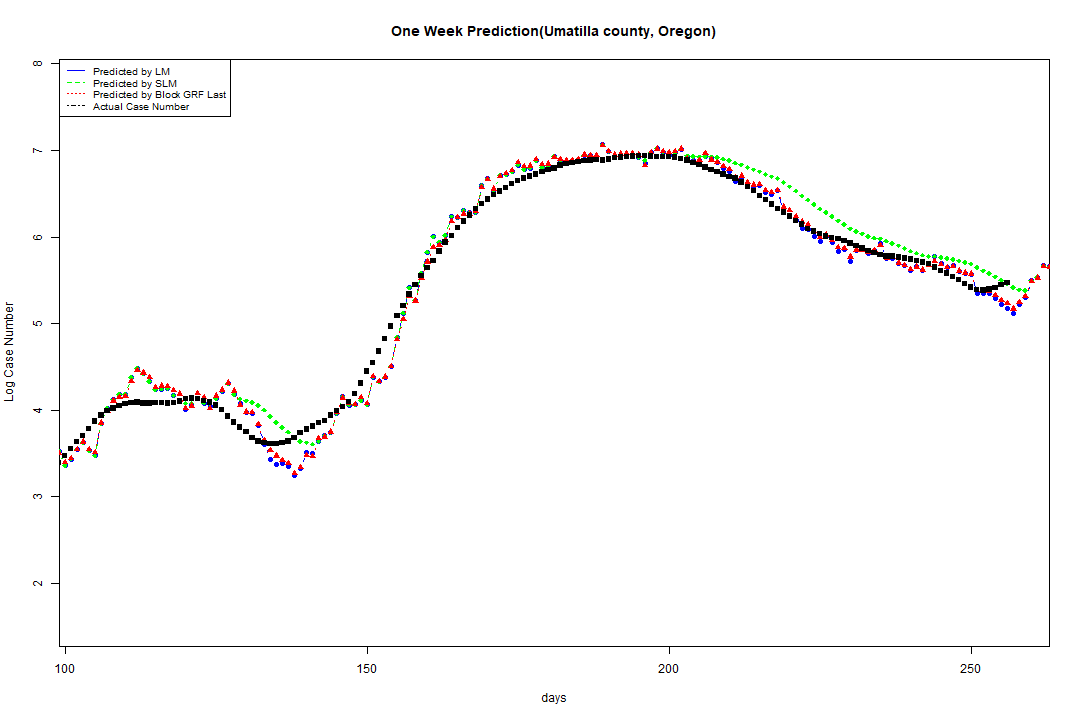 One Week Prediction(Umatilla county, Oregon)
Predicted by LM
Predicted by SLM
Predicted by Block GRF Last
Actual Case Number
8
7
6
5
4
3
2
Log Case Number
100 150 200 250
days